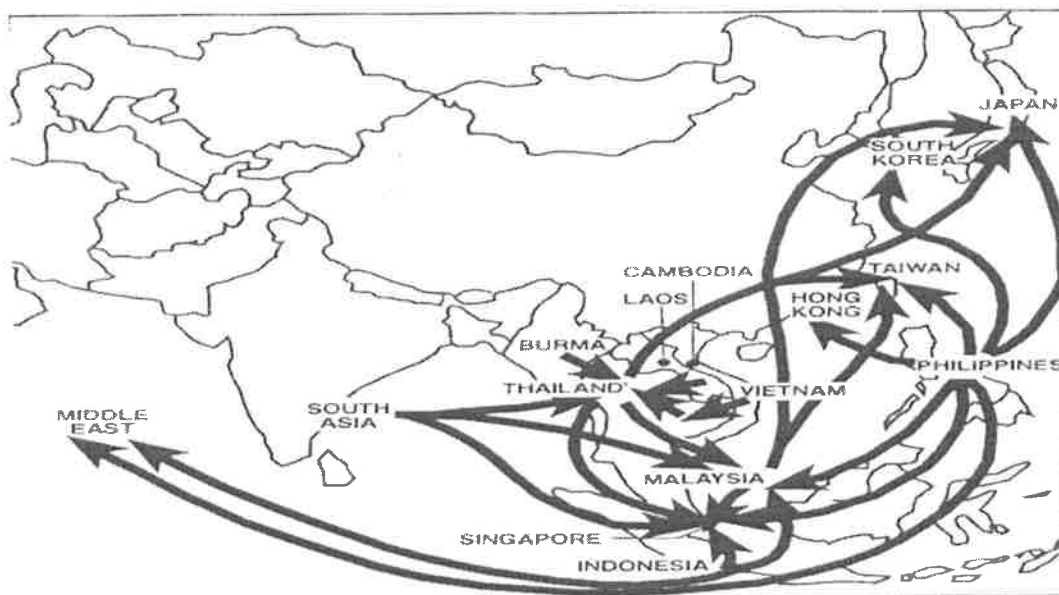 JAPAN
SOUTH
KOREA
CAMBODIA
TAIWAN
LAOS
HONG
KONG
BURMA
PHILIPPINES
THAILAND
VIETNAM
MIDDLE
EAST
SOUTH
ASIA
MALAYSIA
SINGAPORE
INDONESIA